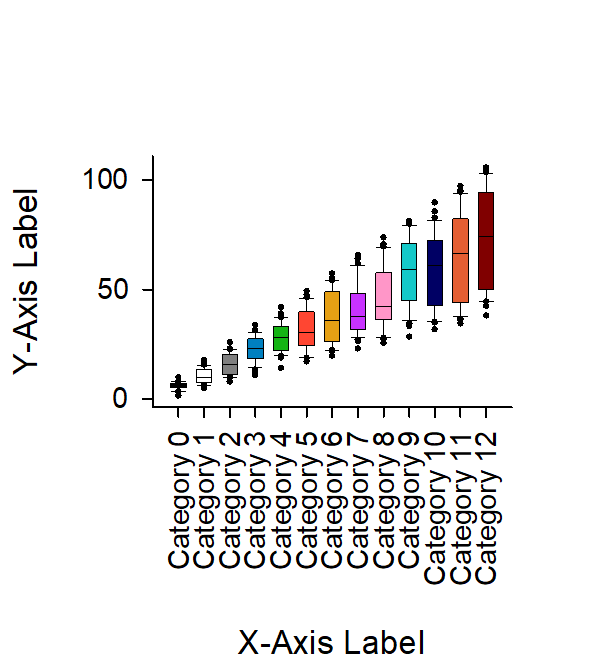 Y-Axis Label
100
50
0
Category 0
Category 1
Category 2
Category 3
Category 4
Category 5
Category 6
Category 7
Category 8
Category 9
Category 10
Category 11
Category 12
X-Axis Label